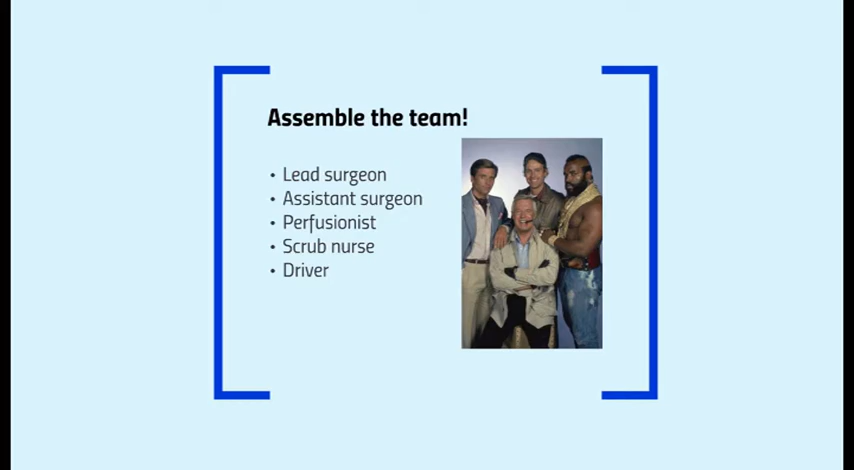 Assemble the team!
• Lead surgeon
• Assistant surgeon
• Perfusionist
• Scrub nurse
• Driver